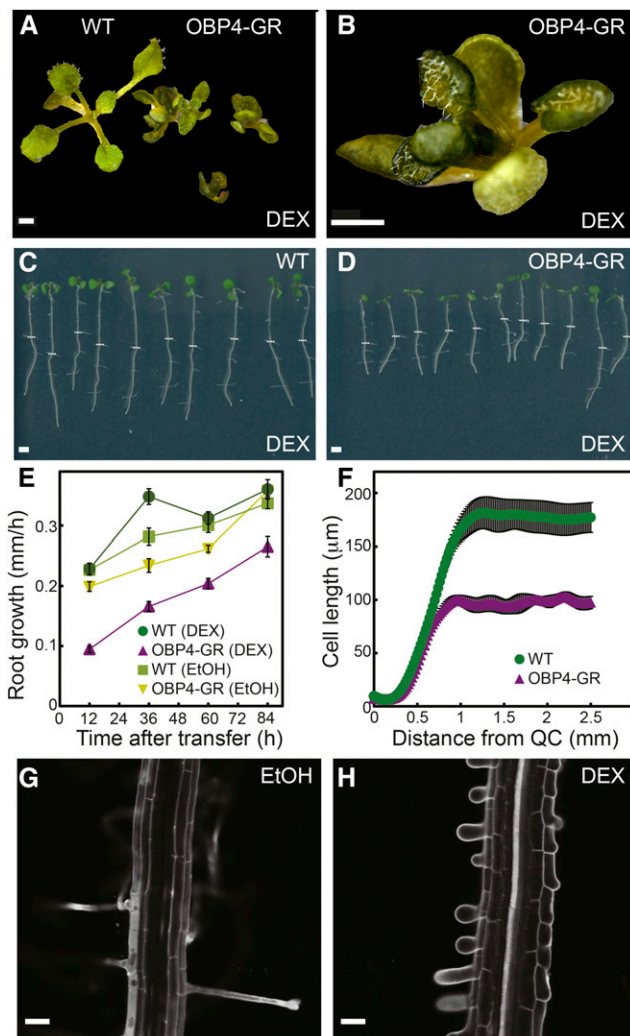 A WT OBP4-GR
DEX
B OBP4-GR
DEX
C WT
DEX
D OBP4-GR
DEX
E
Root growth (mm/h)
0.3
0.2
0.1
WT (DEX)
OBP4-GR (DEX)
WT (EtOH)
OBP4-GR (EtOH)
0 12 24 36 48 60 72 84
Time after transfer (h)
F
Cell length (μm)
200
150
100
50
0
WT
OBP4-GR
0 0.5 1 1.5 2 2.5
Distance from QC (mm)
G EtOH
H DEX